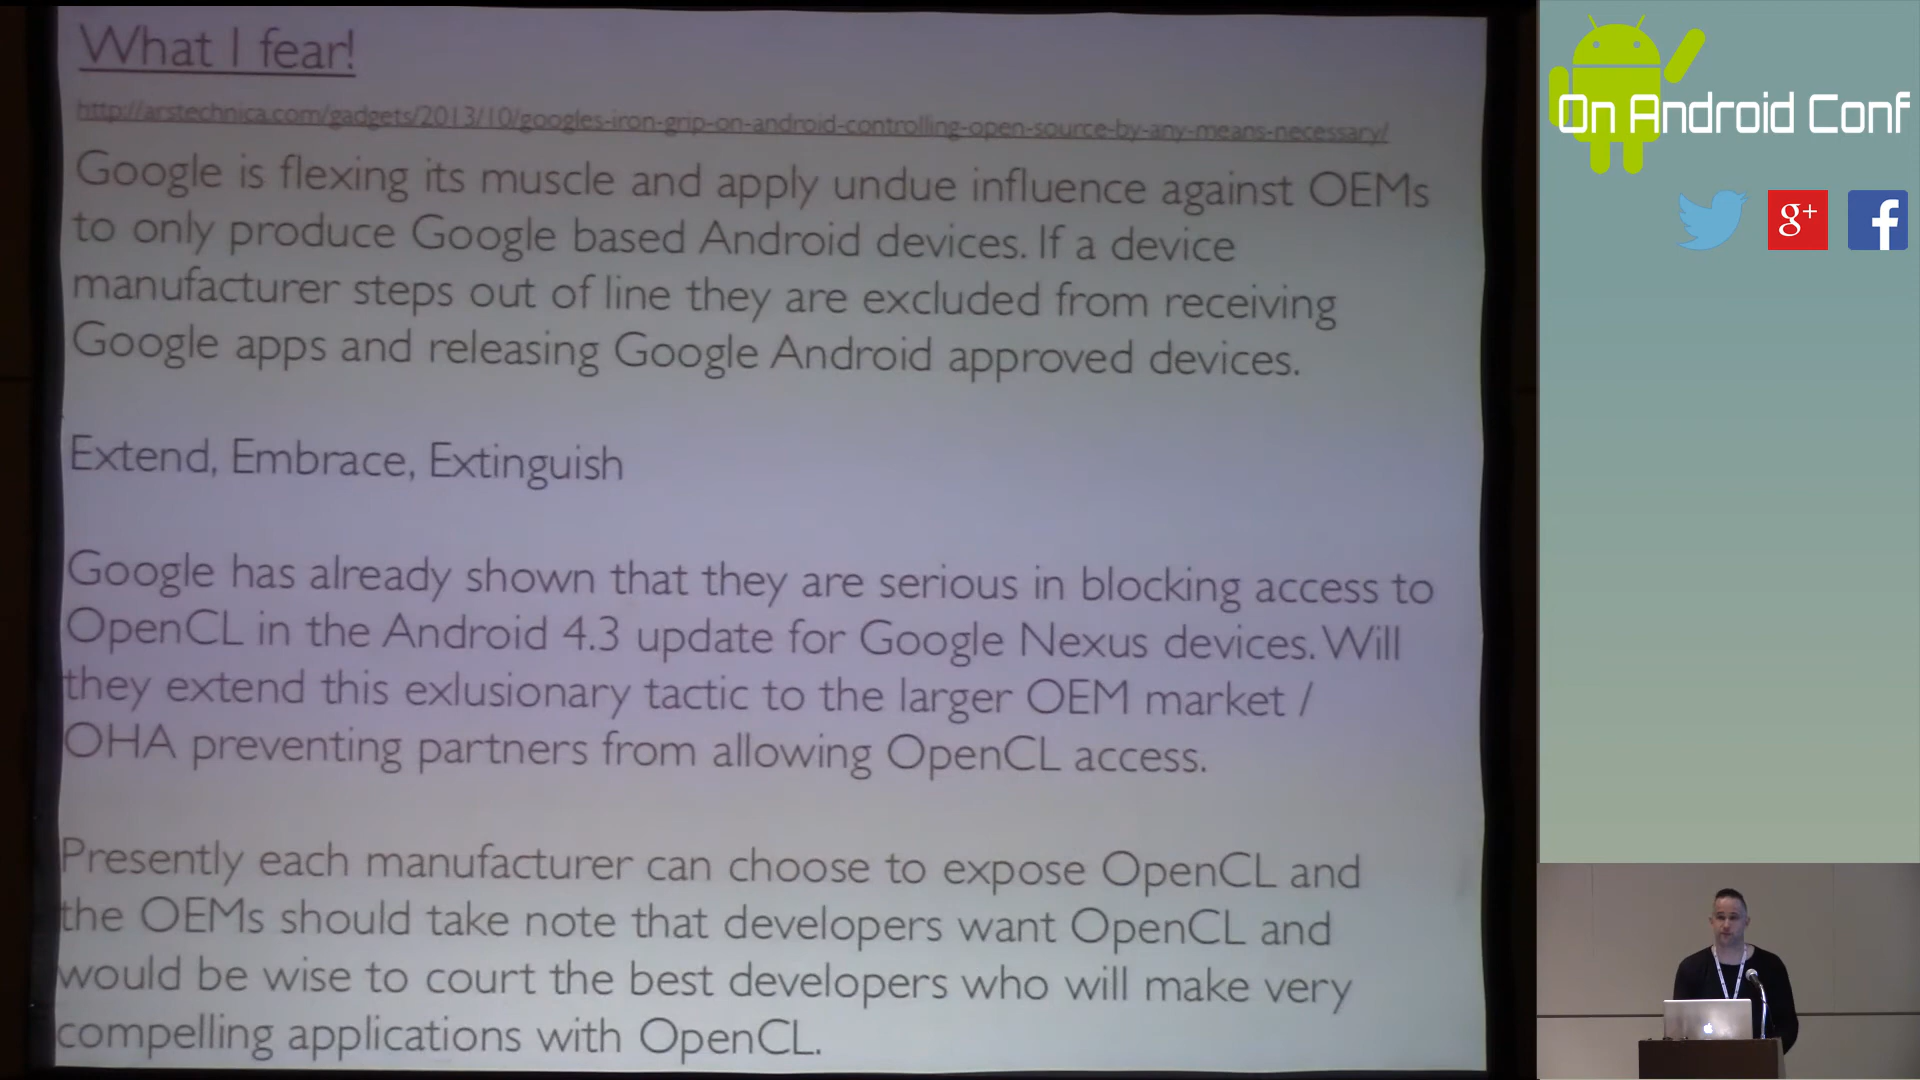 What I fear!
http://arstechnica.com/gadgets/2013/10/googles-iron-grip-on-android-controlling-open-source-by-any-means-necessary/
Google is flexing its muscle and apply undue influence against OEMs
to only produce Google based Android devices. If a device
manufacturer steps out of line they are excluded from receiving
Google apps and releasing Google Android approved devices.
Extend, Embrace, Extinguish
Google has already shown that they are serious in blocking access to
OpenCL in the Android 4.3 update for Google Nexus devices. Will
they extend this exlusionary tactic to the larger OEM market /
OHA preventing partners from allowing OpenCL access.
Presently each manufacturer can choose to expose OpenCL and
the OEMs should take note that developers want OpenCL and
would be wise to court the best developers who will make very
compelling applications with OpenCL.
On Android Conf
g+
f